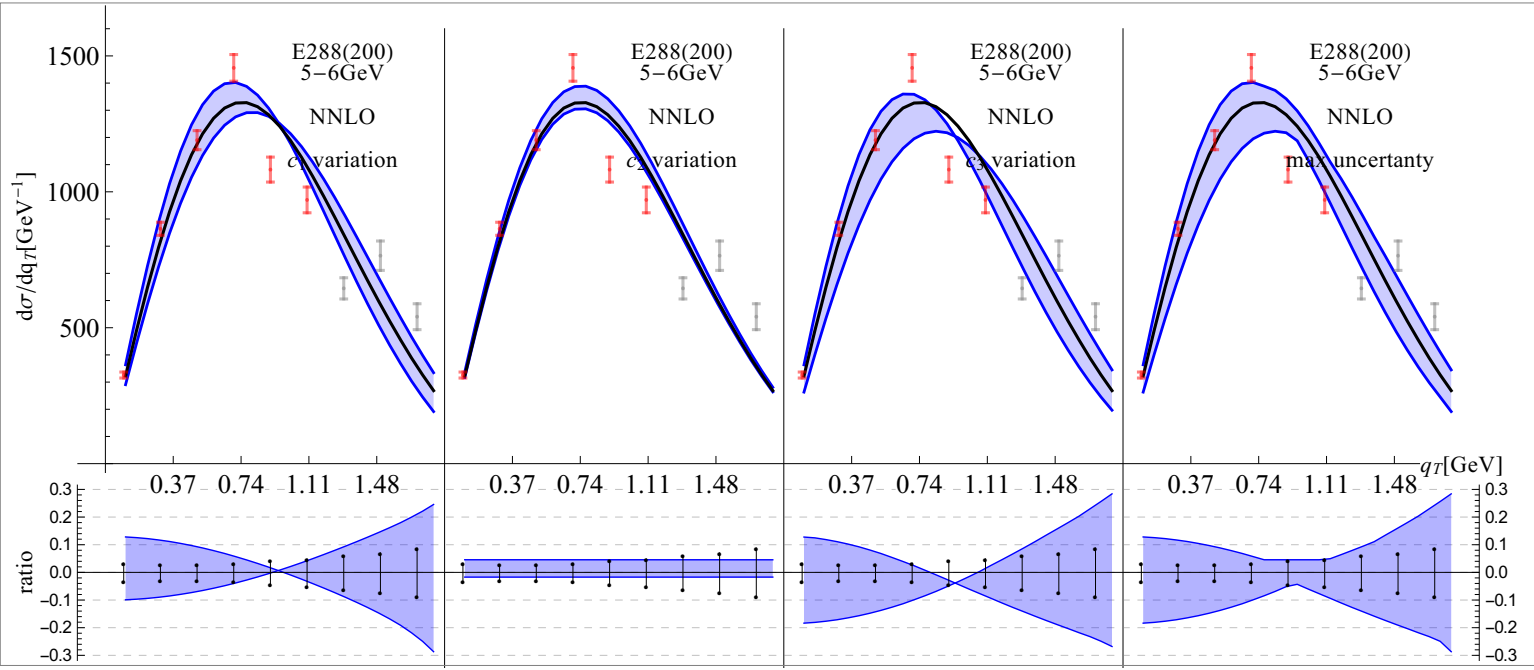 E288(200)
5−6GeV
NNLO
c1 variation
E288(200)
5−6GeV
NNLO
c2 variation
E288(200)
5−6GeV
NNLO
c3 variation
E288(200)
5−6GeV
NNLO
max uncertanty
1500
1000
500
dσ/dqT[GeV−1]
qT[GeV]
0.37 0.74 1.11 1.48
0.37 0.74 1.11 1.48
0.37 0.74 1.11 1.48
0.37 0.74 1.11 1.48
ratio
0.3
0.2
0.1
0.0
−0.1
−0.2
−0.3
0.3
0.2
0.1
0.0
−0.1
−0.2
−0.3